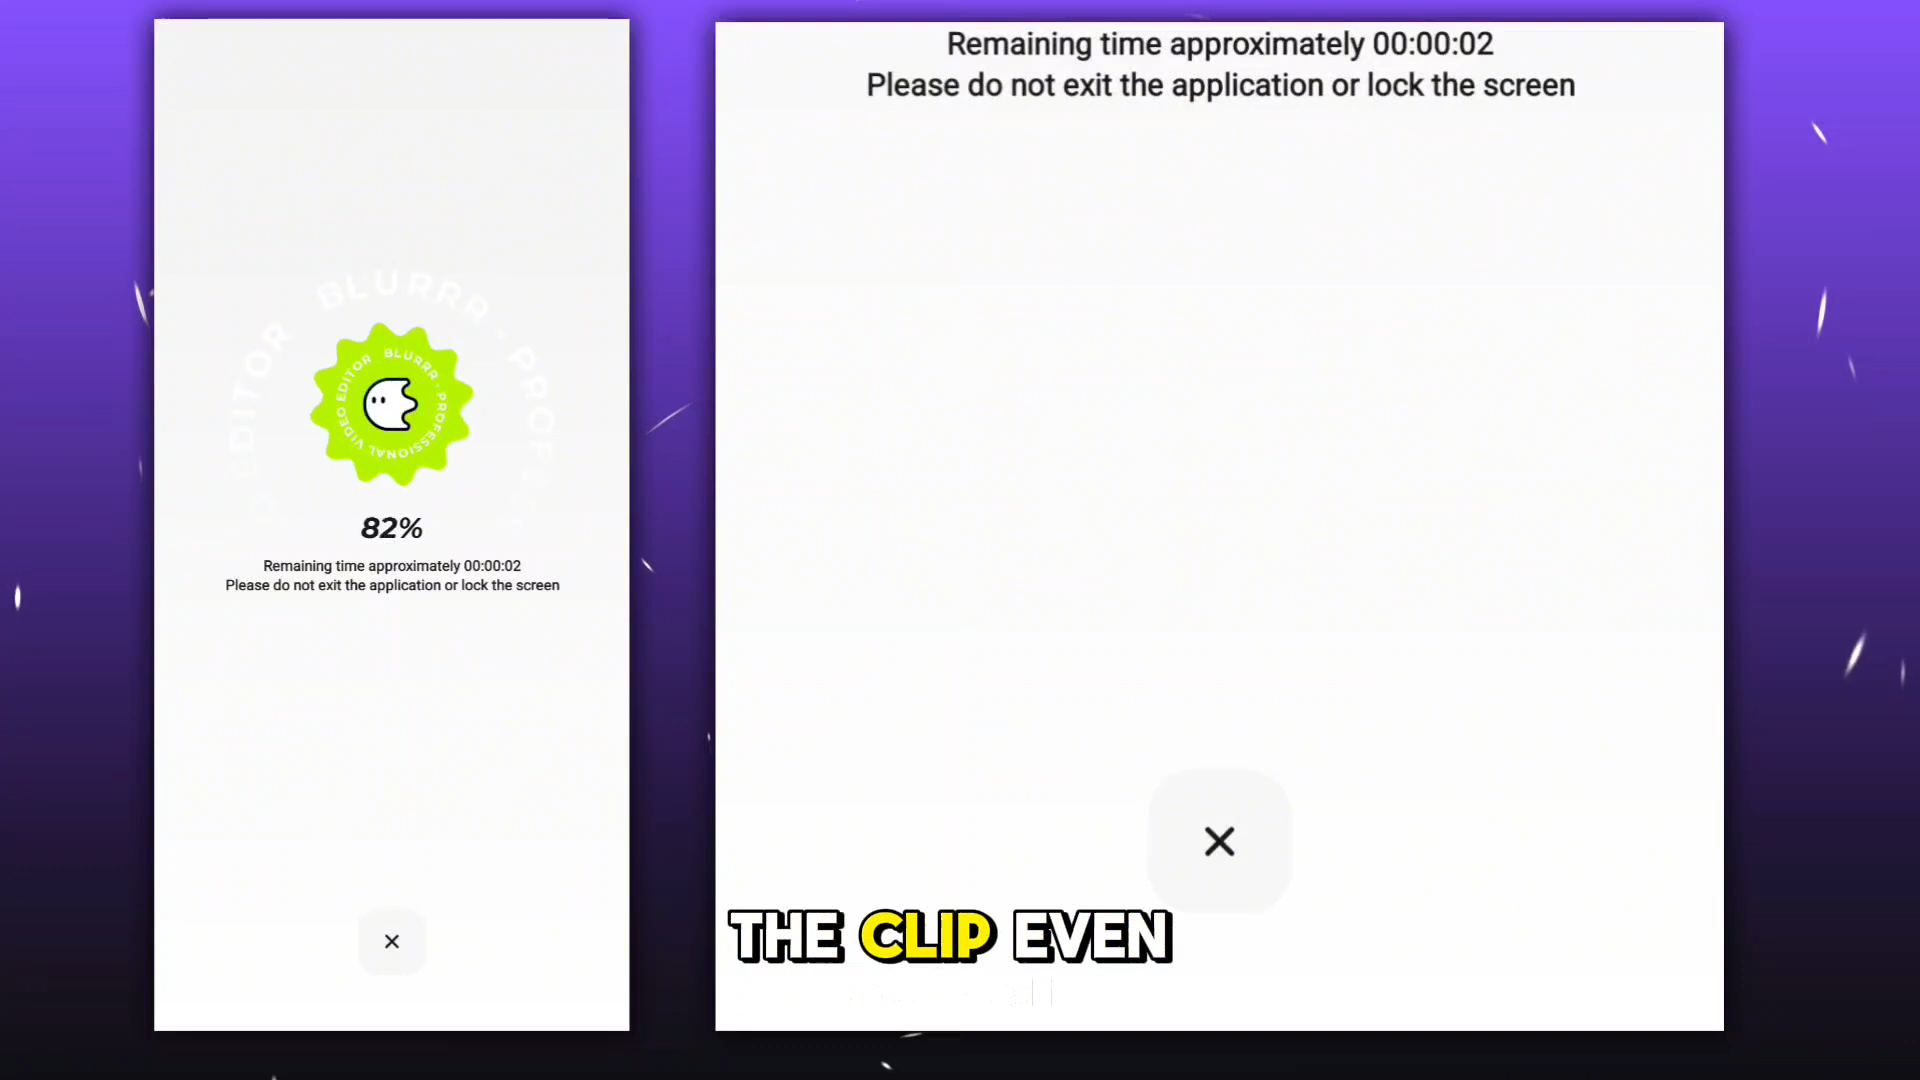 BLURRR · PROFES
O EDITOR
BLURRR · PROFESSIONAL VIDEO EDITOR
82%
Remaining time approximately 00:00:02
Please do not exit the application or lock the screen
Remaining time approximately 00:00:02
Please do not exit the application or lock the screen
THE CLIP EVEN